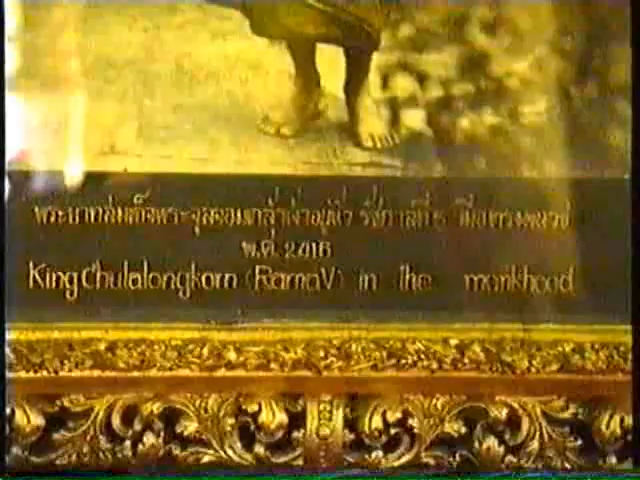 พระบาทสมเด็จพระจุลจอมเกล้าเจ้าอยู่หัว รัชกาลที่ ๕ เมื่อทรงผนวช
พ.ศ. 2416
King Chulalongkorn (Rama V) in the monkhood